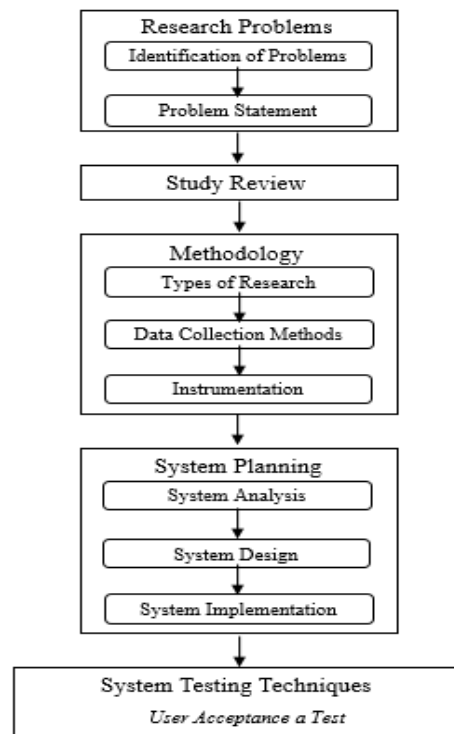 Research Problems
Identification of Problems
Problem Statement
Study Review
Methodology
Types of Research
Data Collection Methods
Instrumentation
System Planning
System Analysis
System Design
System Implementation
System Testing Techniques
User Acceptance a Test